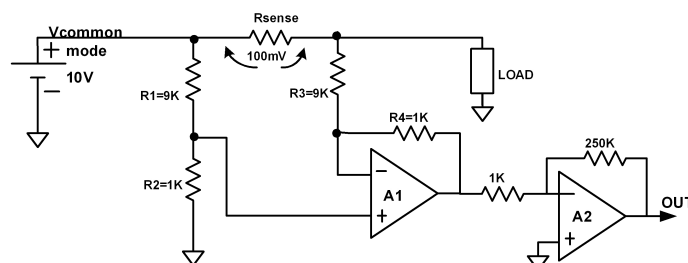 Vcommon
mode
+
10V
−
Rsense
100mV
R1=9K
R3=9K
LOAD
R4=1K
R2=1K
−
A1
+
1K
250K
A2
+
OUT